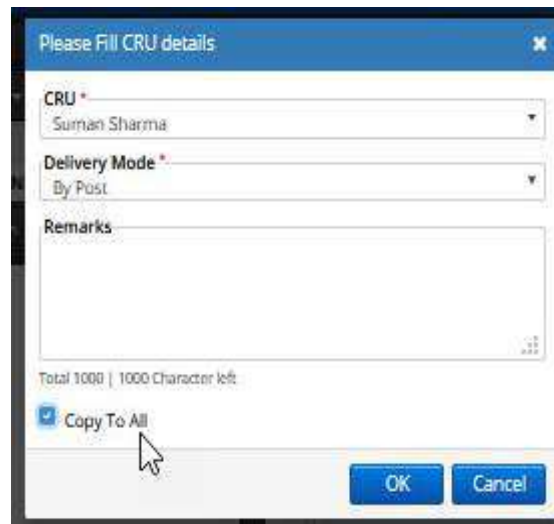 Please Fill CRU details
CRU *
Suman Sharma
Delivery Mode *
By Post
Remarks
Total 1000 | 1000 Character left
Copy To All
OK Cancel